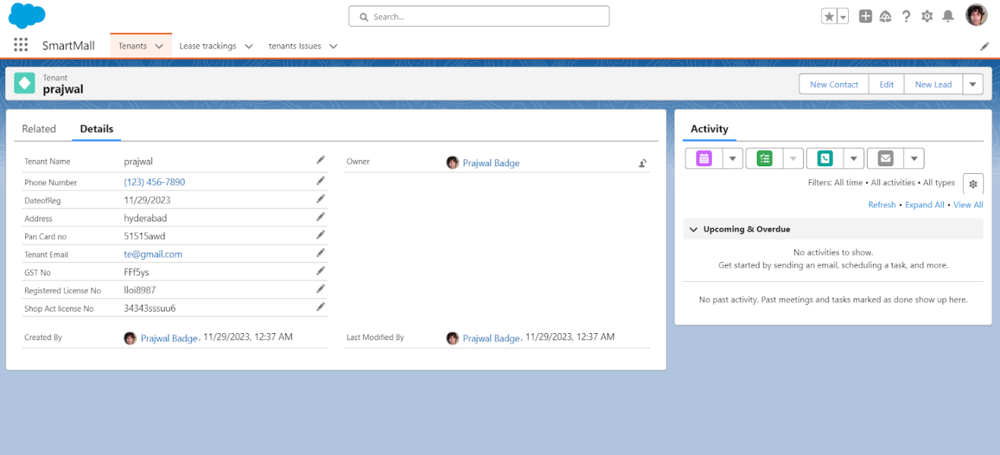 Search...
SmartMall
Tenants
Lease trackings
tenants Issues
Tenant
prajwal
New Contact
Edit
New Lead
Related
Details
Tenant Name prajwal
Phone Number (123) 456-7890
DateofReg 11/29/2023
Address hyderabad
Pan Card no 51515awd
Tenant Email te@gmail.com
GST No FFf5ys
Registered License No lloi8987
Shop Act license No 34343sssuu6
Created By Prajwal Badge, 11/29/2023, 12:37 AM
Owner Prajwal Badge
Last Modified By Prajwal Badge, 11/29/2023, 12:37 AM
Activity
Filters: All time • All activities • All types
Refresh • Expand All • View All
Upcoming & Overdue
No activities to show.
Get started by sending an email, scheduling a task, and more.
No past activity. Past meetings and tasks marked as done show up here.